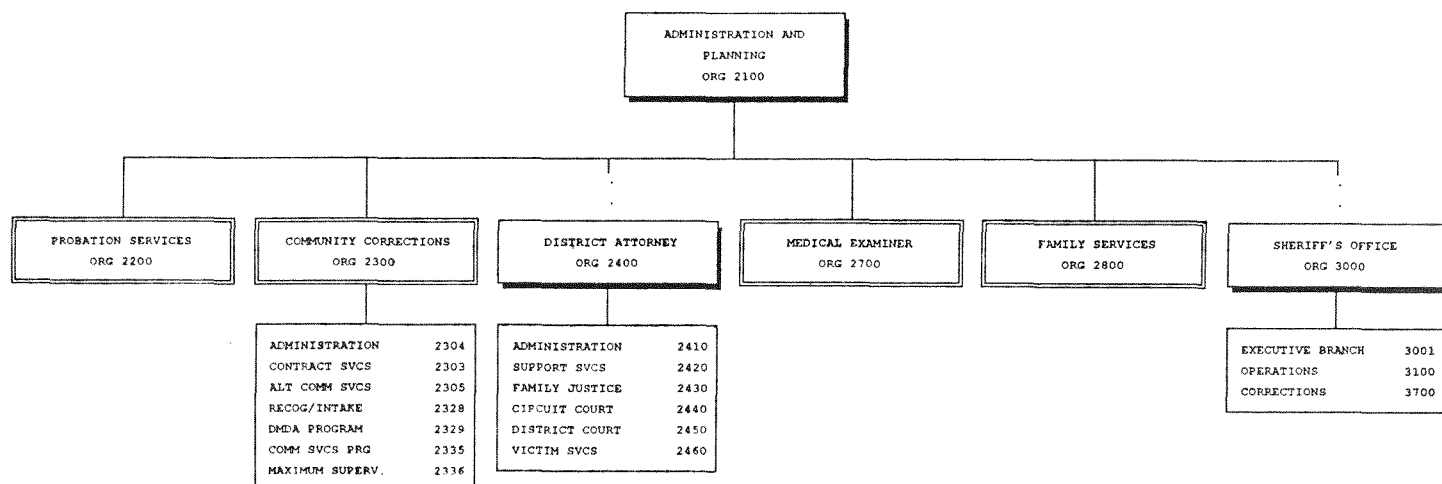 ADMINISTRATION AND
PLANNING
ORG 2100
PROBATION SERVICES
ORG 2200
COMMUNITY CORRECTIONS
ORG 2300
DISTRICT ATTORNEY
ORG 2400
MEDICAL EXAMINER
ORG 2700
FAMILY SERVICES
ORG 2800
SHERIFF'S OFFICE
ORG 3000
ADMINISTRATION 2304
CONTRACT SVCS 2303
ALT COMM SVCS 2305
RECOG/INTAKE 2328
DMDA PROGRAM 2329
COMM SVCS PRG 2335
MAXIMUM SUPERV. 2336
ADMINISTRATION 2410
SUPPORT SVCS 2420
FAMILY JUSTICE 2430
CIPCUIT COURT 2440
DISTRICT COURT 2450
VICTIM SVCS 2460
EXECUTIVE BRANCH 3001
OPERATIONS 3100
CORRECTIONS 3700